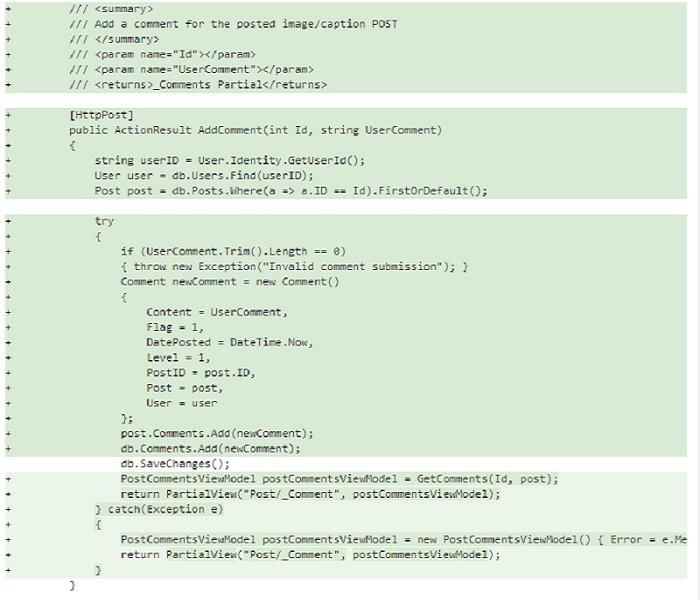 + /// <summary>
+ /// Add a comment for the posted image/caption POST
+ /// </summary>
+ /// <param name="Id"></param>
+ /// <param name="UserComment"></param>
+ /// <returns>_Comments Partial</returns>
+ [HttpPost]
+ public ActionResult AddComment(int Id, string UserComment)
+ {
+ string userID = User.Identity.GetUserId();
+ User user = db.Users.Find(userID);
+ Post post = db.Posts.Where(a => a.ID == Id).FirstOrDefault();
+ try
+ {
+ if (UserComment.Trim().Length == 0)
+ { throw new Exception("Invalid comment submission"); }
+ Comment newComment = new Comment()
+ {
+ Content = UserComment,
+ Flag = 1,
+ DatePosted = DateTime.Now,
+ Level = 1,
+ PostID = post.ID,
+ Post = post,
+ User = user
+ };
+ post.Comments.Add(newComment);
+ db.Comments.Add(newComment);
db.SaveChanges();
+ PostCommentsViewModel postCommentsViewModel = GetComments(Id, post);
+ return PartialView("Post/_Comment", postCommentsViewModel);
+ } catch(Exception e)
+ {
+ PostCommentsViewModel postCommentsViewModel = new PostCommentsViewModel() { Error = e.Me
+ return PartialView("Post/_Comment", postCommentsViewModel);
+ }
}